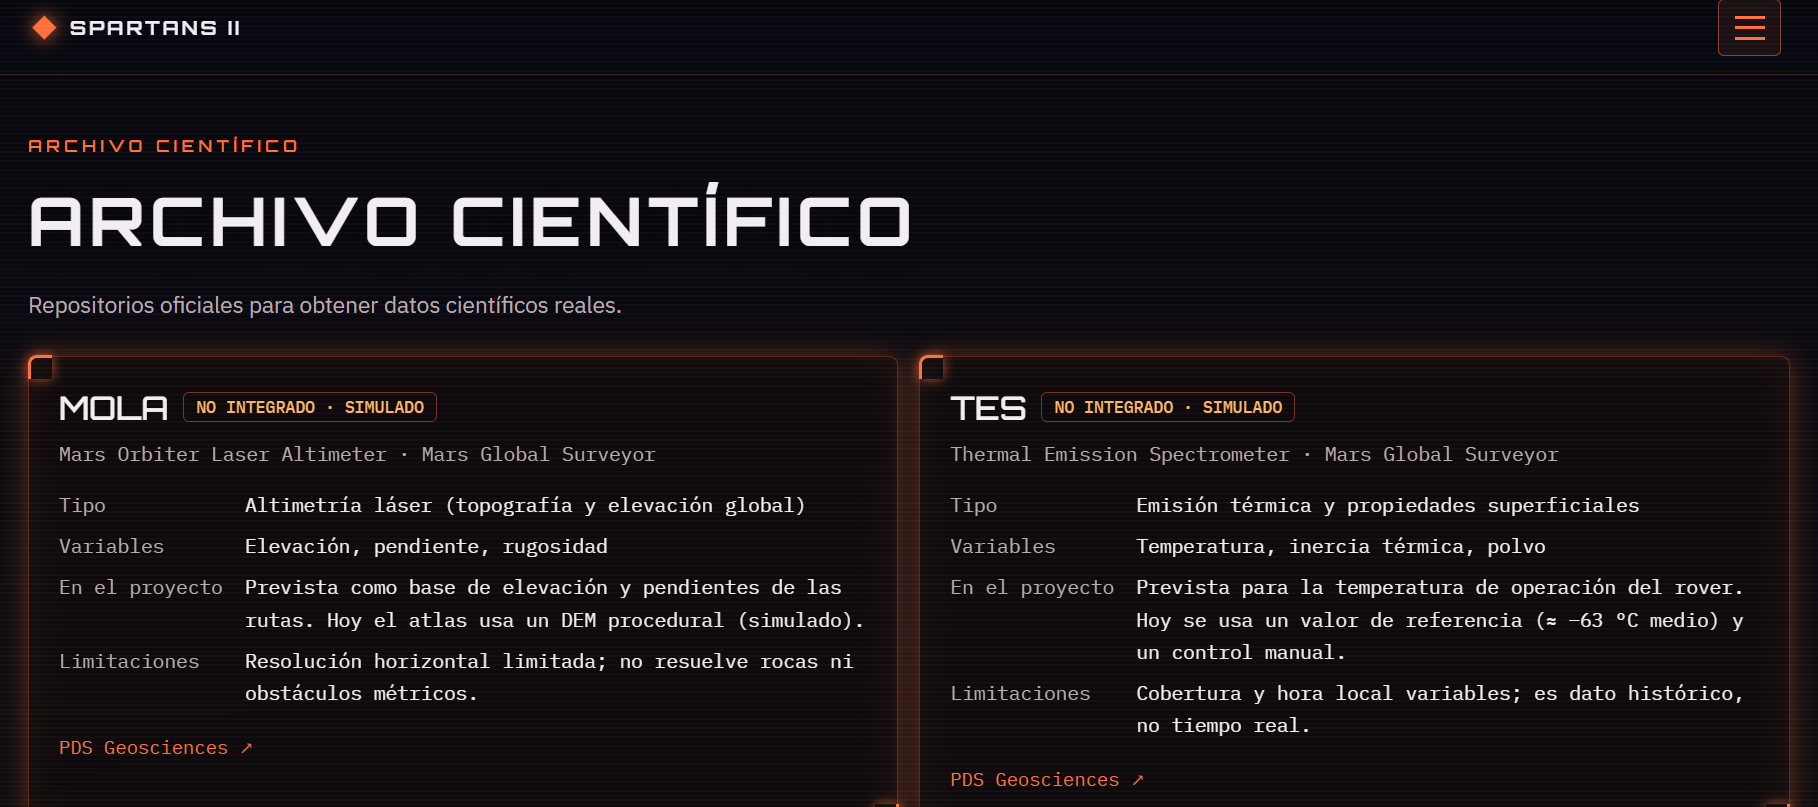 SPARTANS II
ARCHIVO CIENTÍFICO
ARCHIVO CIENTÍFICO
Repositorios oficiales para obtener datos científicos reales.
MOLA NO INTEGRADO · SIMULADO
Mars Orbiter Laser Altimeter · Mars Global Surveyor
Tipo Altimetría láser (topografía y elevación global)
Variables Elevación, pendiente, rugosidad
En el proyecto Prevista como base de elevación y pendientes de las
rutas. Hoy el atlas usa un DEM procedural (simulado).
Limitaciones Resolución horizontal limitada; no resuelve rocas ni
obstáculos métricos.
PDS Geosciences ↗
TES NO INTEGRADO · SIMULADO
Thermal Emission Spectrometer · Mars Global Surveyor
Tipo Emisión térmica y propiedades superficiales
Variables Temperatura, inercia térmica, polvo
En el proyecto Prevista para la temperatura de operación del rover.
Hoy se usa un valor de referencia (≈ −63 °C medio) y
un control manual.
Limitaciones Cobertura y hora local variables; es dato histórico,
no tiempo real.
PDS Geosciences ↗